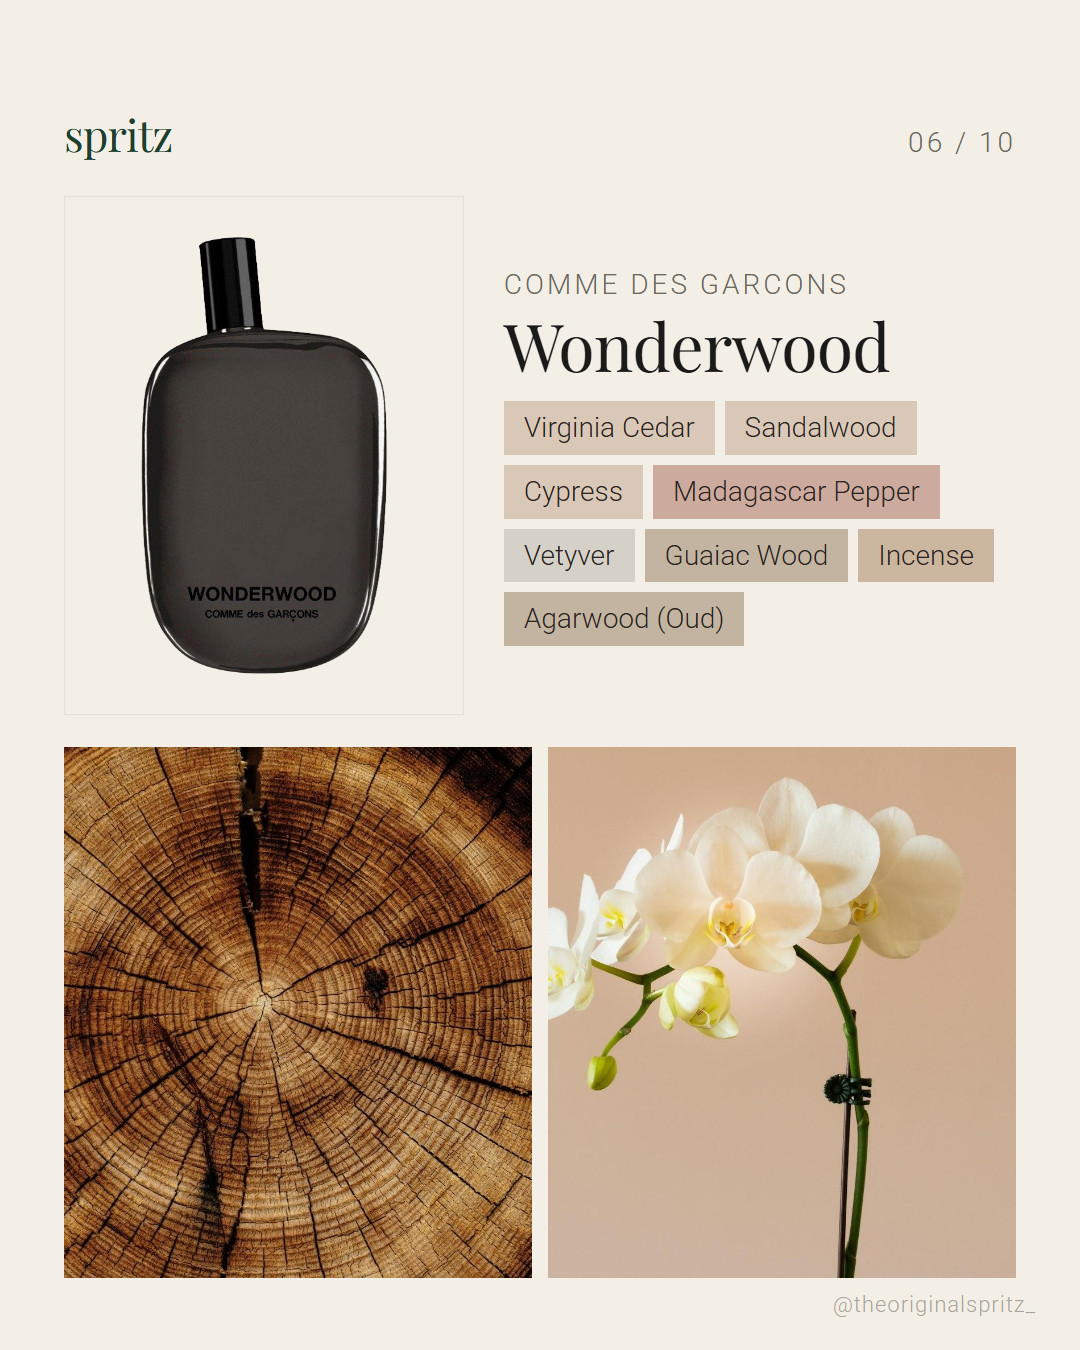 spritz
06 / 10
COMME DES GARCONS
Wonderwood
Virginia Cedar
Sandalwood
Cypress
Madagascar Pepper
Vetyver
Guaiac Wood
Incense
Agarwood (Oud)
WONDERWOOD
COMME des GARÇONS
@theoriginalspritz_